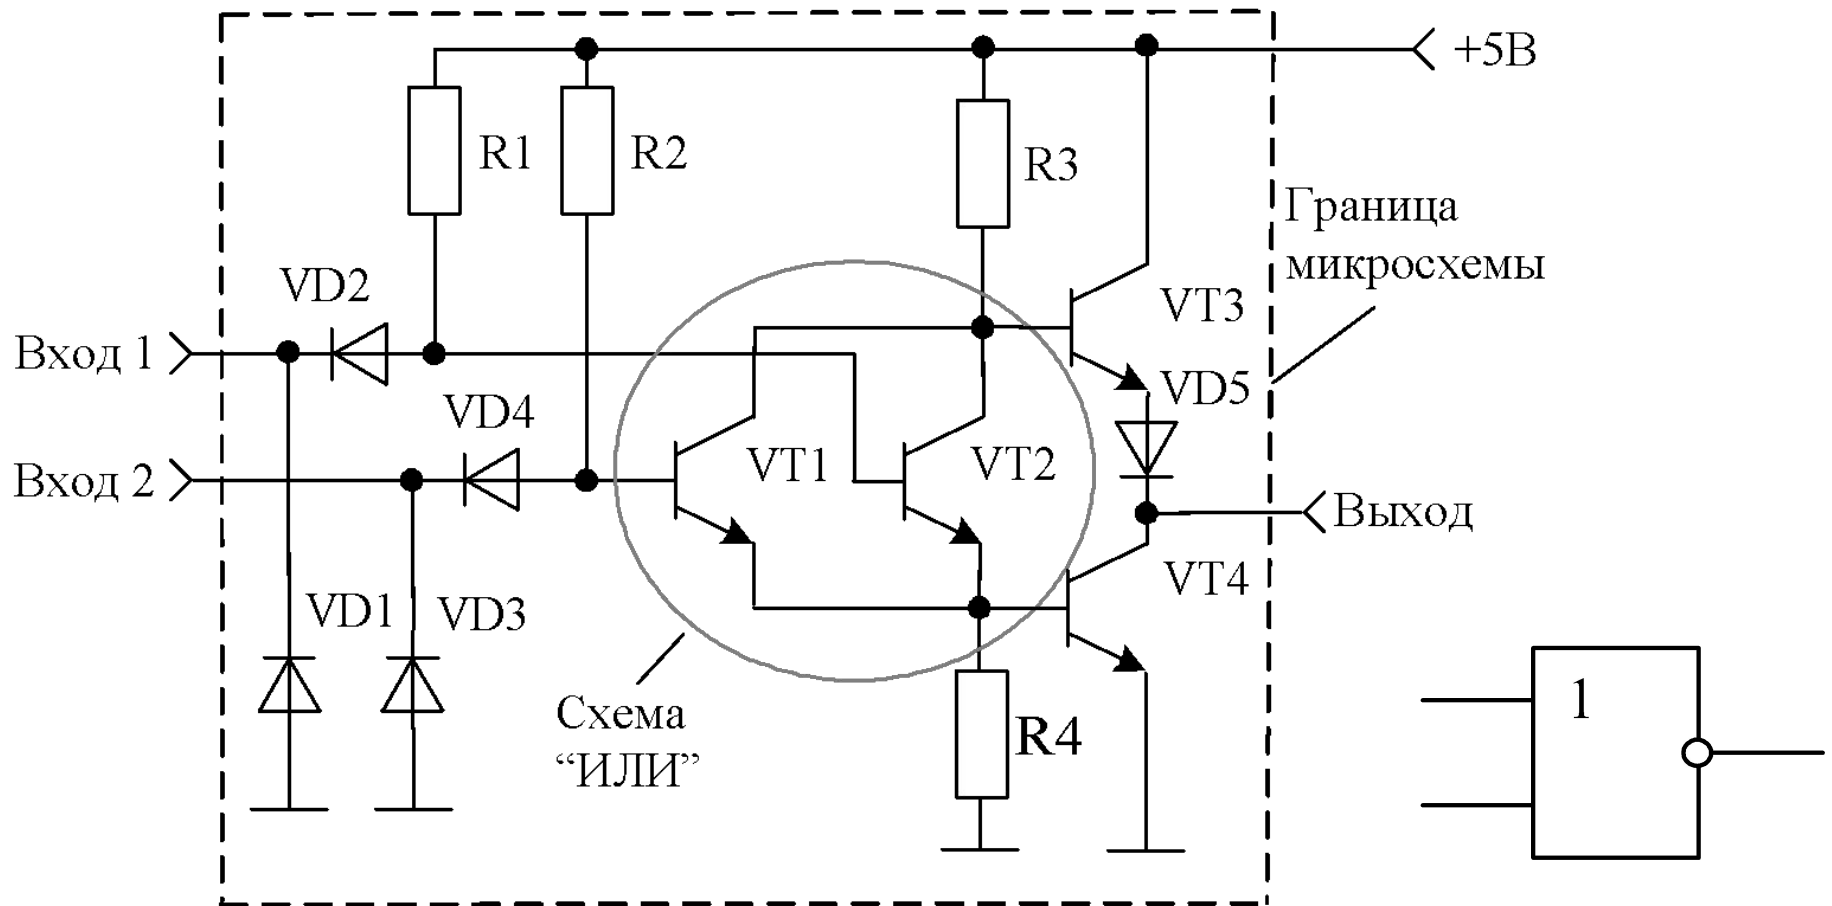 +5В
R1
R2
R3
Граница
микросхемы
VD2
VT3
Вход 1
VD5
VD4
VT1
VT2
Вход 2
Выход
VT4
VD1
VD3
Схема
“ИЛИ”
R4
1